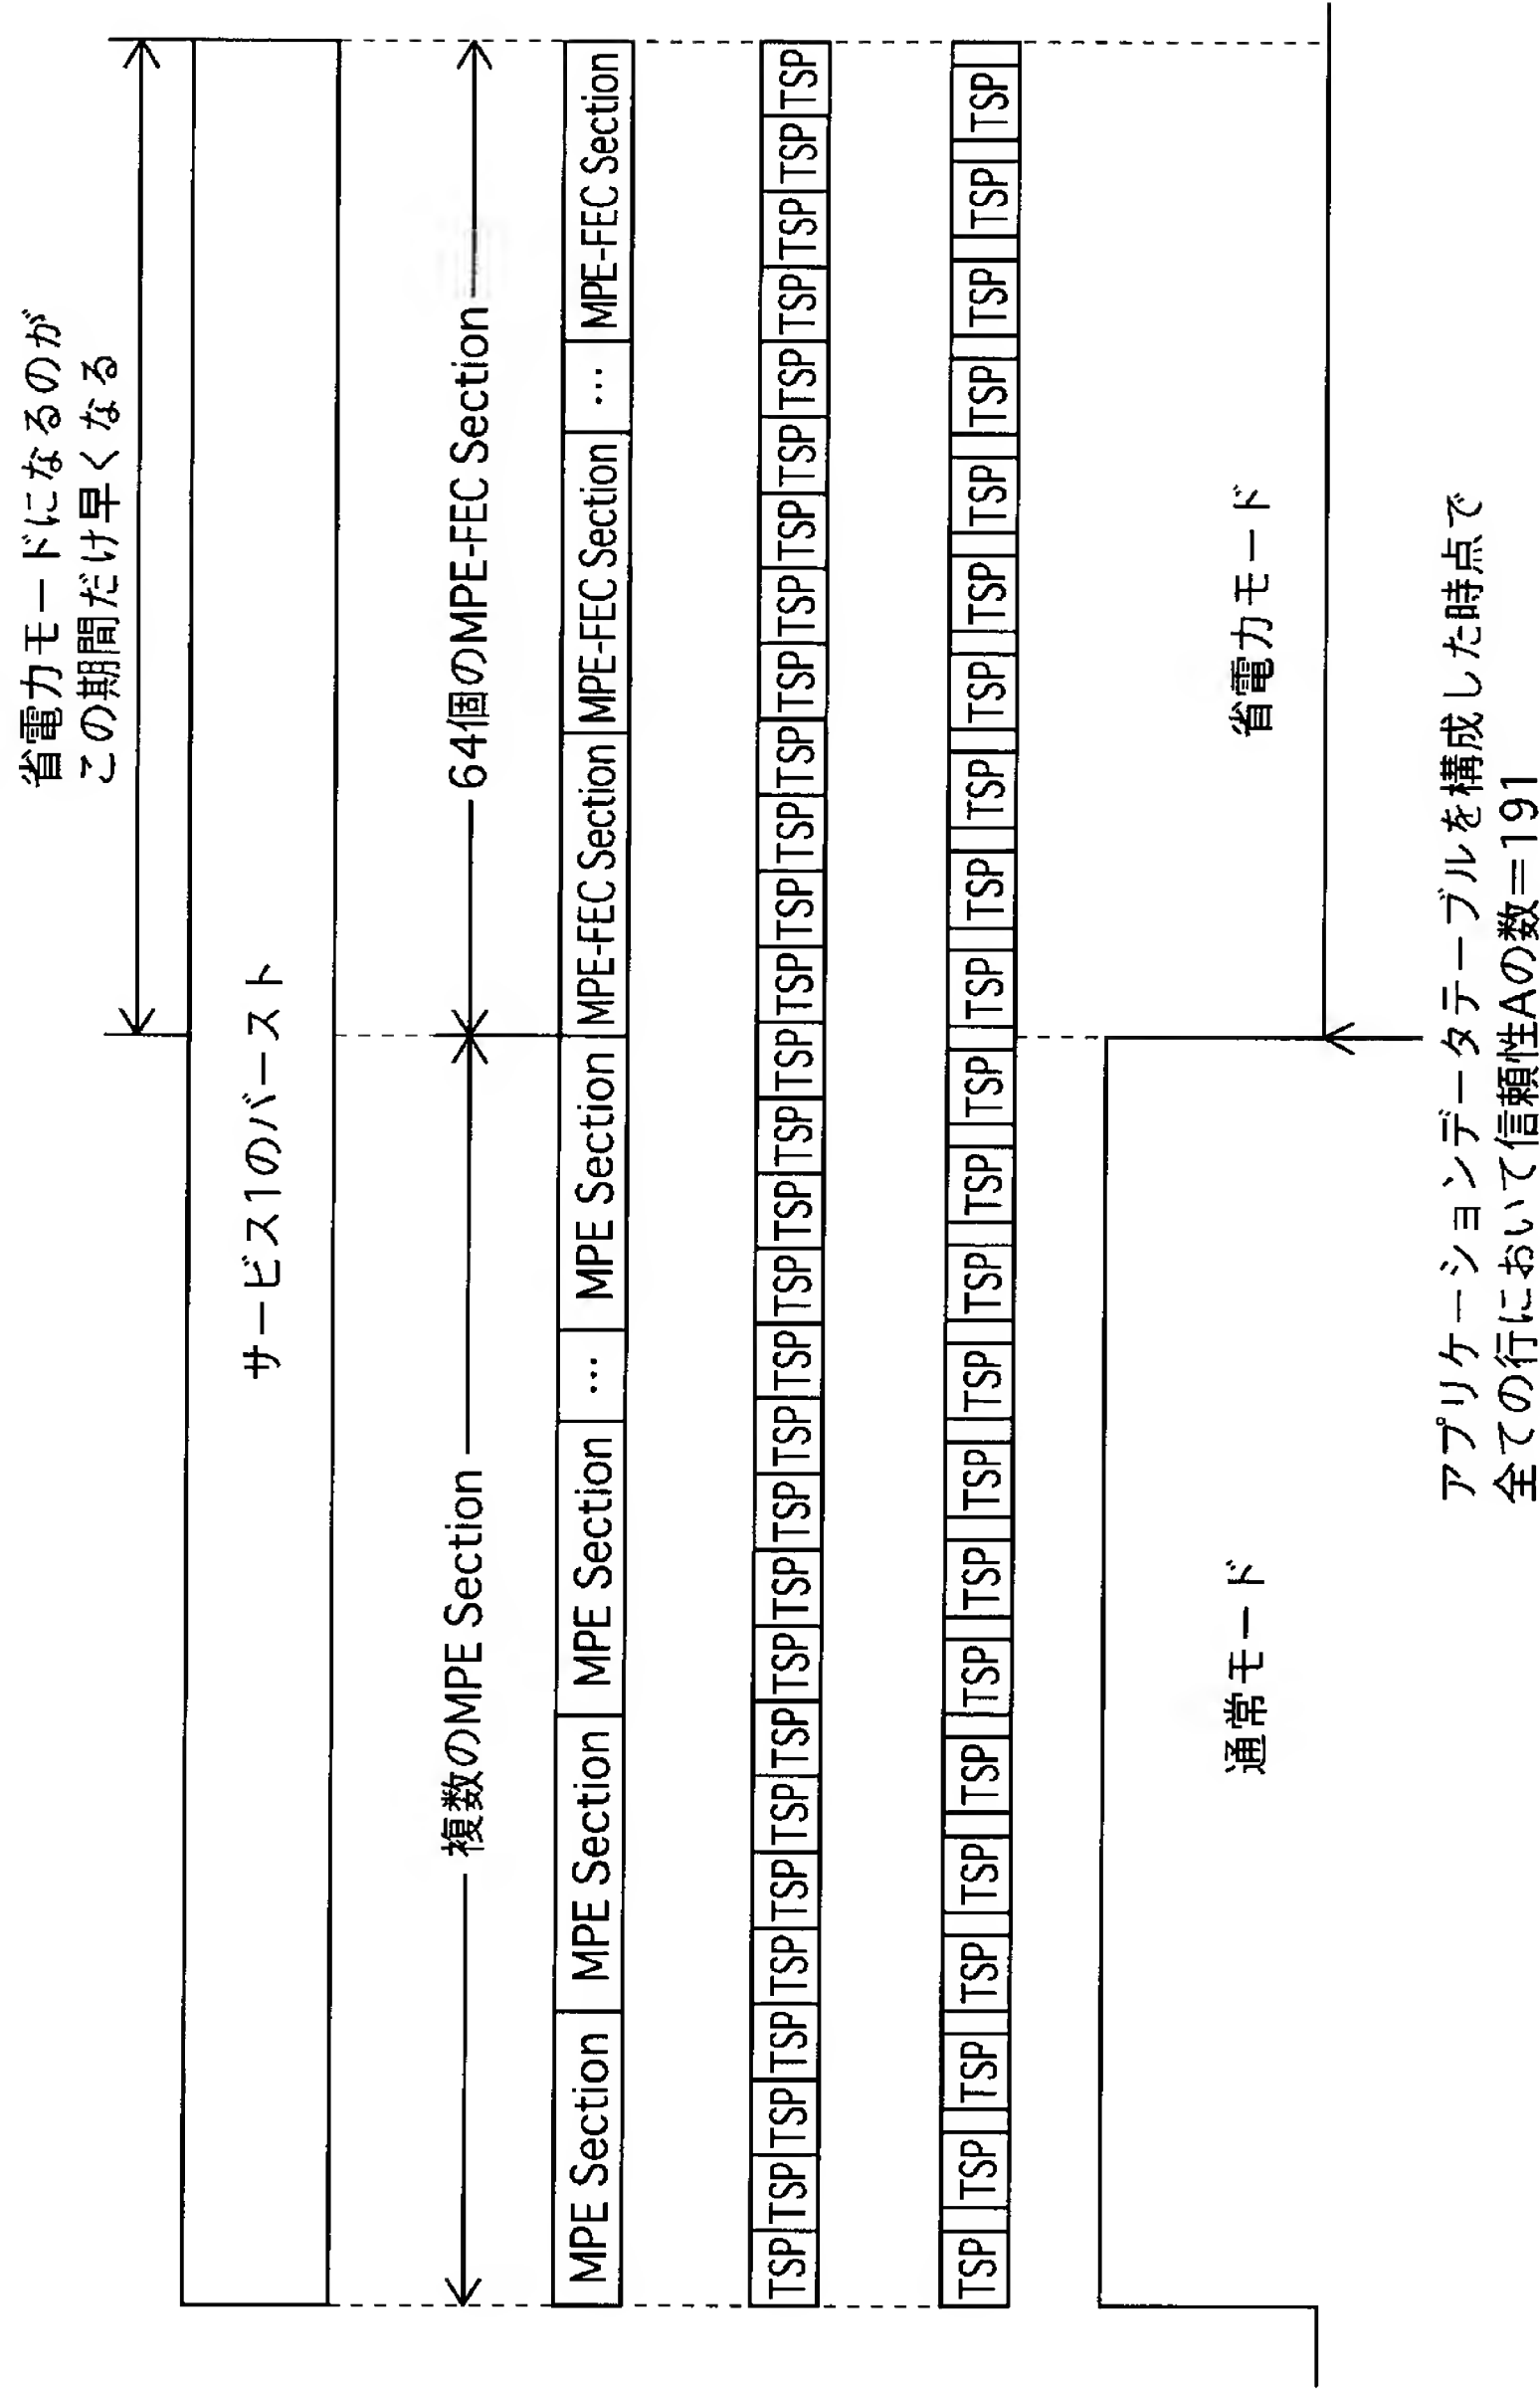 省電力モードになるのが
この期間だけ早くなる
サービス1のバースト
複数のMPE Section 64個のMPE-FEC Section
MPE Section MPE Section MPE Section … MPE Section MPE-FEC Section MPE-FEC Section … MPE-FEC Section
TSP TSP TSP TSP TSP TSP TSP TSP TSP TSP TSP TSP TSP TSP TSP TSP TSP TSP TSP TSP TSP TSP TSP TSP TSP TSP TSP TSP TSP TSP
TSP TSP TSP TSP TSP TSP TSP TSP TSP TSP TSP TSP TSP TSP TSP TSP TSP TSP TSP TSP TSP TSP TSP
通常モード 省電力モード
アプリケーションデータテーブルを構成した時点で
全ての行において信頼性Aの数=191